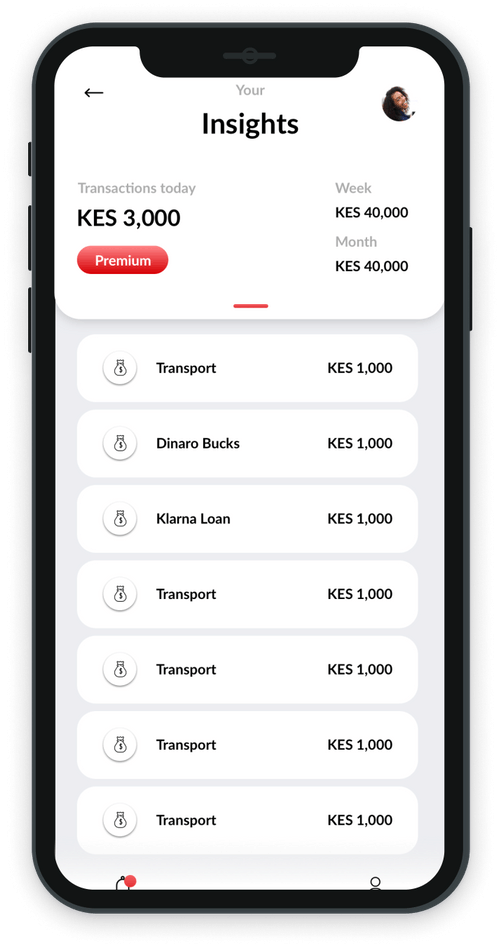 Your
Insights
Transactions today
KES 3,000
Premium
Week
KES 40,000
Month
KES 40,000
Transport KES 1,000
Dinaro Bucks KES 1,000
Klarna Loan KES 1,000
Transport KES 1,000
Transport KES 1,000
Transport KES 1,000
Transport KES 1,000